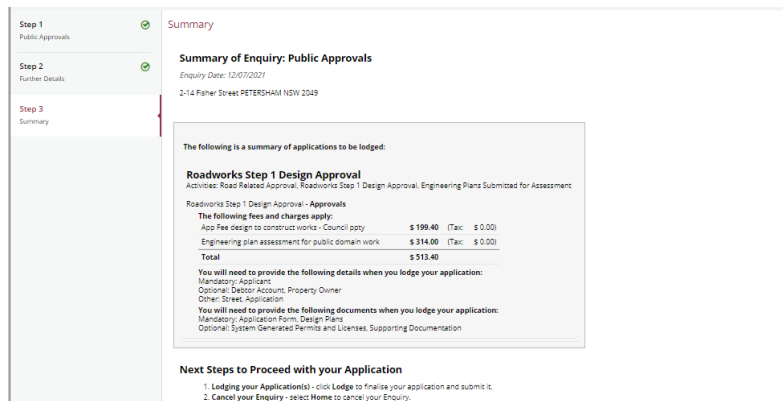 Step 1
Public Approvals
Step 2
Further Details
Step 3
Summary
Summary
Summary of Enquiry: Public Approvals
Enquiry Date: 12/07/2021
2-14 Fisher Street PETERSHAM NSW 2049
The following is a summary of applications to be lodged:
Roadworks Step 1 Design Approval
Activities: Road Related Approval, Roadworks Step 1 Design Approval, Engineering Plans Submitted for Assessment
Roadworks Step 1 Design Approval - Approvals
The following fees and charges apply:
App Fee design to construct works - Council ppty $ 199.40 (Tax: $ 0.00)
Engineering plan assessment for public domain work $ 314.00 (Tax: $ 0.00)
Total $ 513.40
You will need to provide the following details when you lodge your application:
Mandatory: Applicant
Optional: Debtor Account, Property Owner
Other: Street, Application
You will need to provide the following documents when you lodge your application:
Mandatory: Application Form, Design Plans
Optional: System Generated Permits and Licenses, Supporting Documentation
Next Steps to Proceed with your Application
1. Lodging your Application(s) - click Lodge to finalise your application and submit it.
2. Cancel your Enquiry - select Home to cancel your Enquiry.